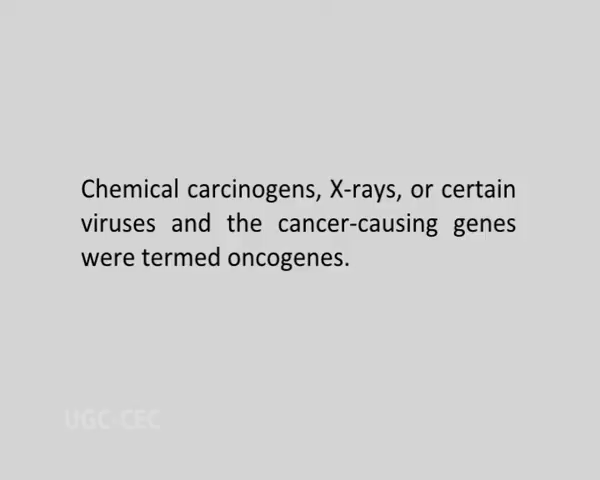 Chemical carcinogens, X-rays, or certain
viruses and the cancer-causing genes
were termed oncogenes.
UGC-CEC